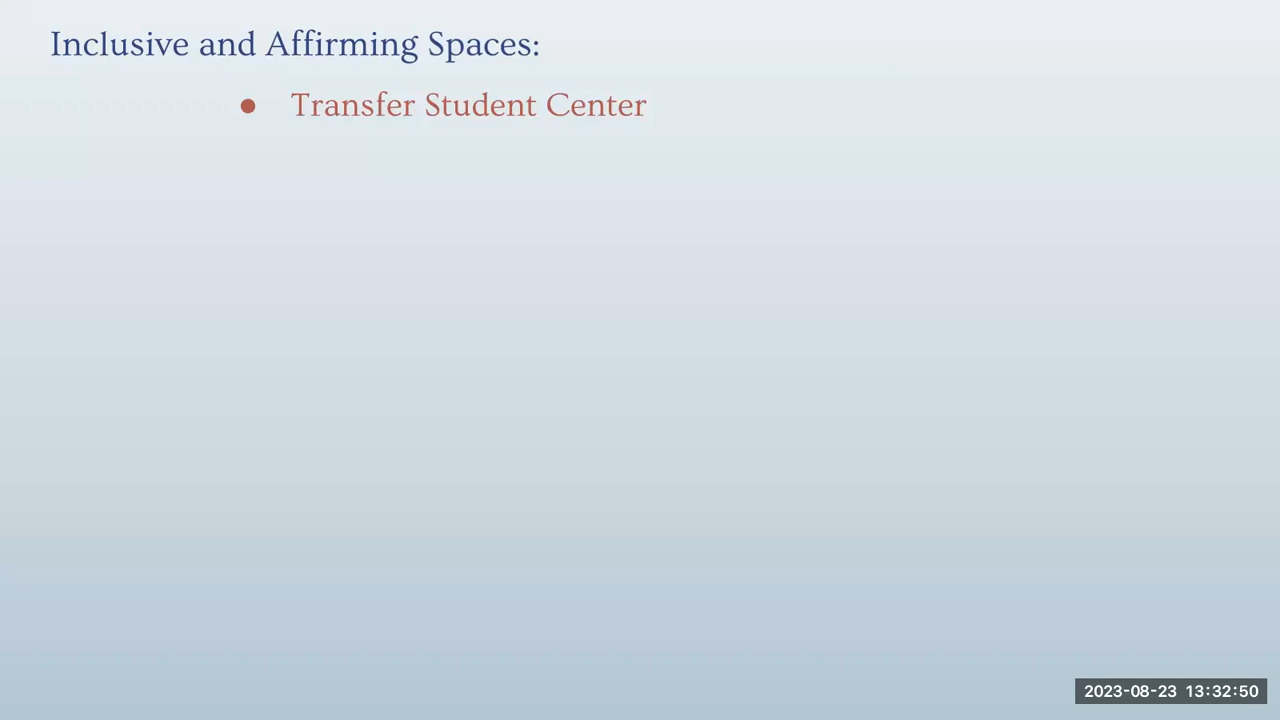 Inclusive and Affirming Spaces:
● Transfer Student Center
2023-08-23 13:32:50